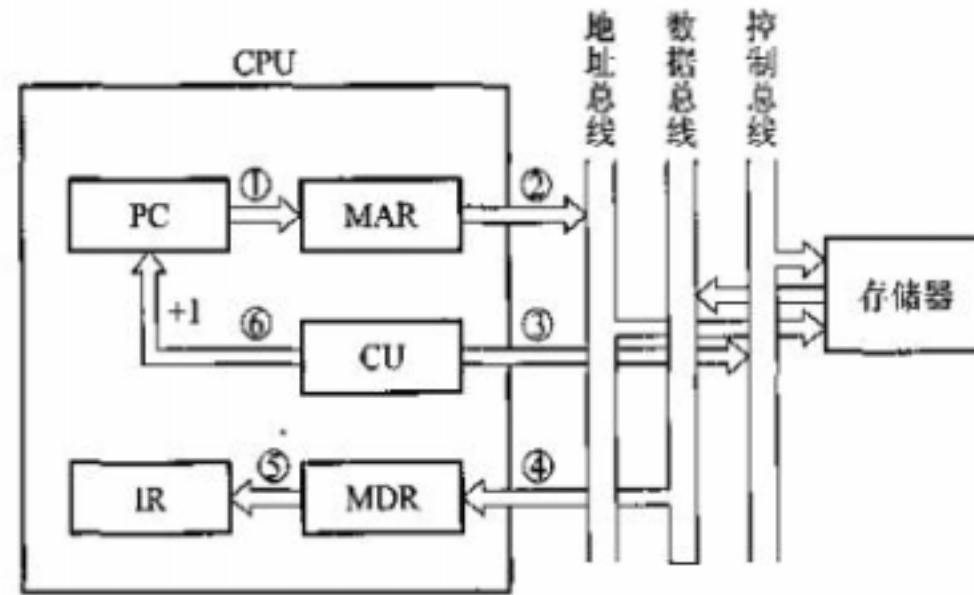 CPU
地址总线
数据总线
控制总线
PC
①
MAR
②
存储器
+1
⑥
CU
③
IR
⑤
MDR
④